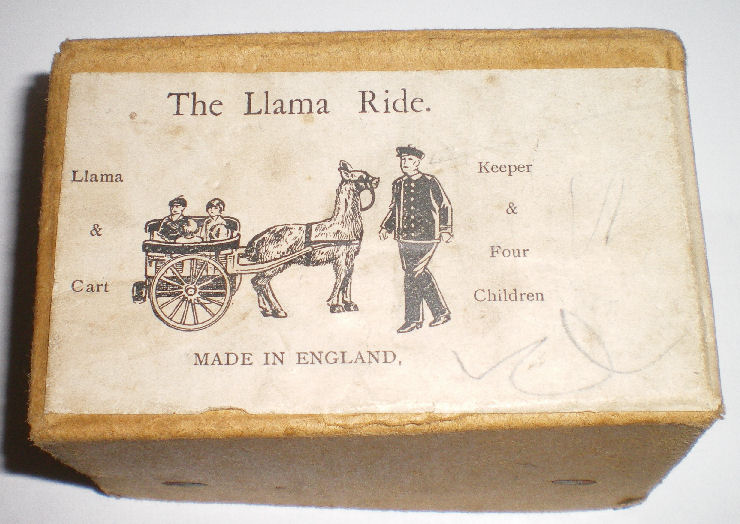 The Llama Ride.
Llama
&
Cart
Keeper
&
Four
Children
MADE IN ENGLAND,